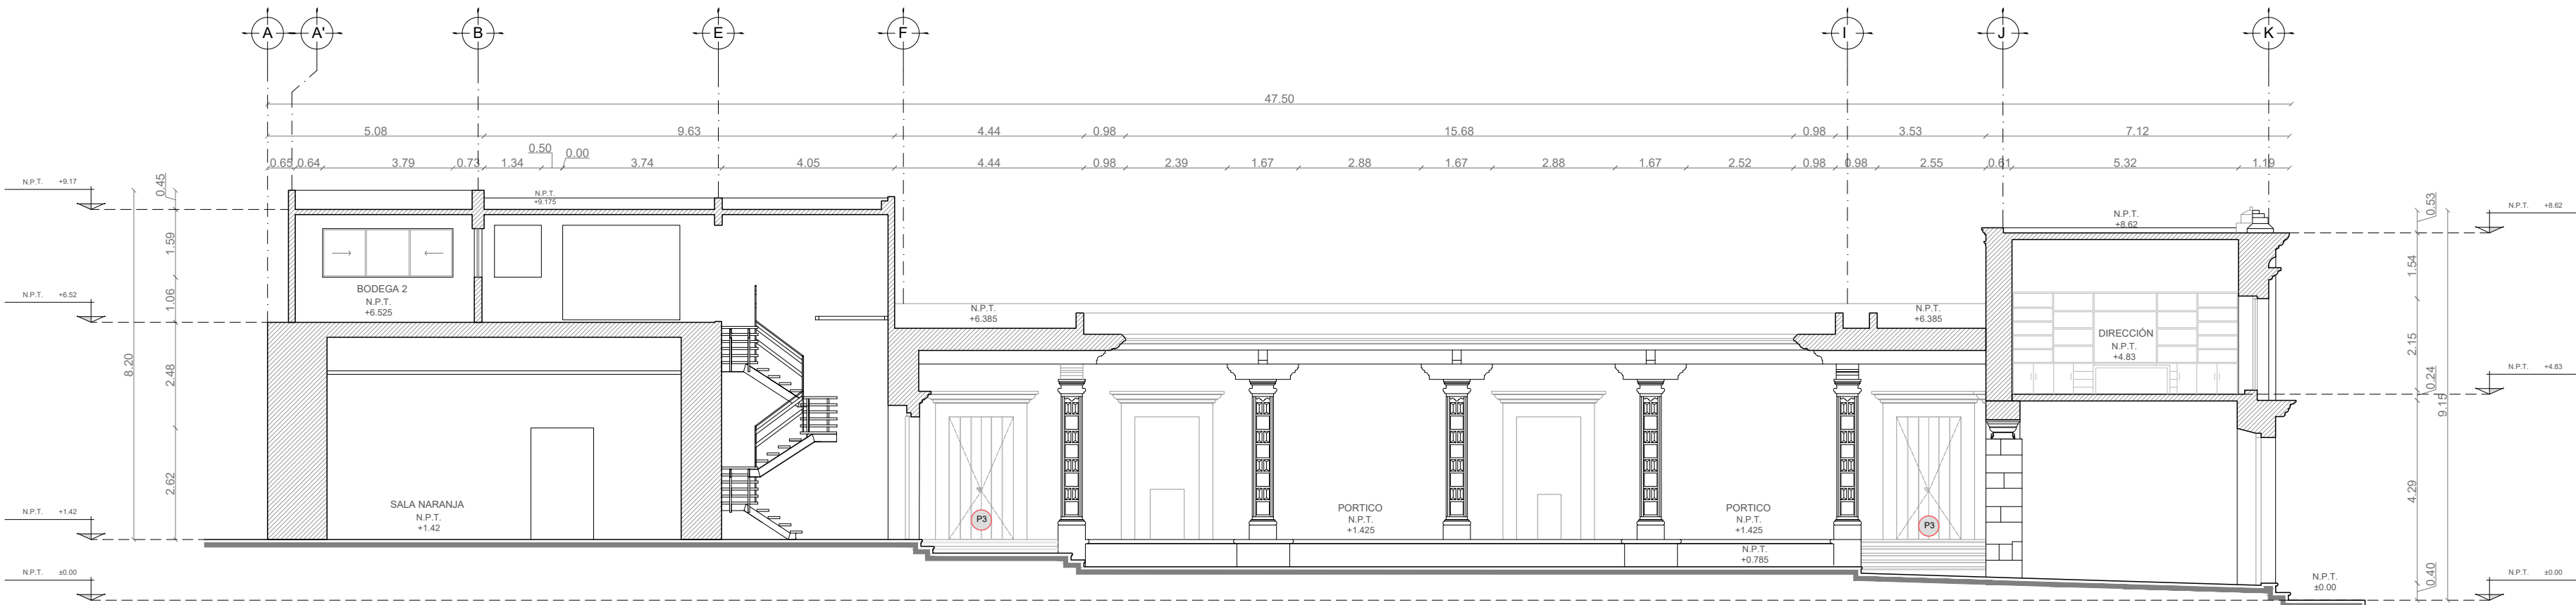 A A' B E F I J K
47.50
5.08 9.63 4.44 0.98 15.68 0.98 3.53 7.12
0.65 0.64 3.79 0.73 1.34 0.50 0.00 3.74 4.05 4.44 0.98 2.39 1.67 2.88 1.67 2.88 1.67 2.52 0.98 0.98 2.55 0.61 5.32 1.19
N.P.T. +9.17
0.45
N.P.T.
+9.175
N.P.T.
+8.62
0.53
N.P.T. +8.62
1.59
1.54
BODEGA 2
N.P.T.
+6.525
N.P.T. +6.52
1.06
N.P.T.
+6.385
N.P.T.
+6.385
DIRECCIÓN
N.P.T.
+4.83
2.15
8.20
2.48
0.24
N.P.T. +4.83
9.15
2.62
4.29
SALA NARANJA
N.P.T.
+1.42
N.P.T. +1.42
P3
PORTICO
N.P.T.
+1.425
PORTICO
N.P.T.
+1.425
P3
N.P.T.
+0.785
N.P.T. ±0.00
N.P.T.
±0.00
0.40
N.P.T. ±0.00